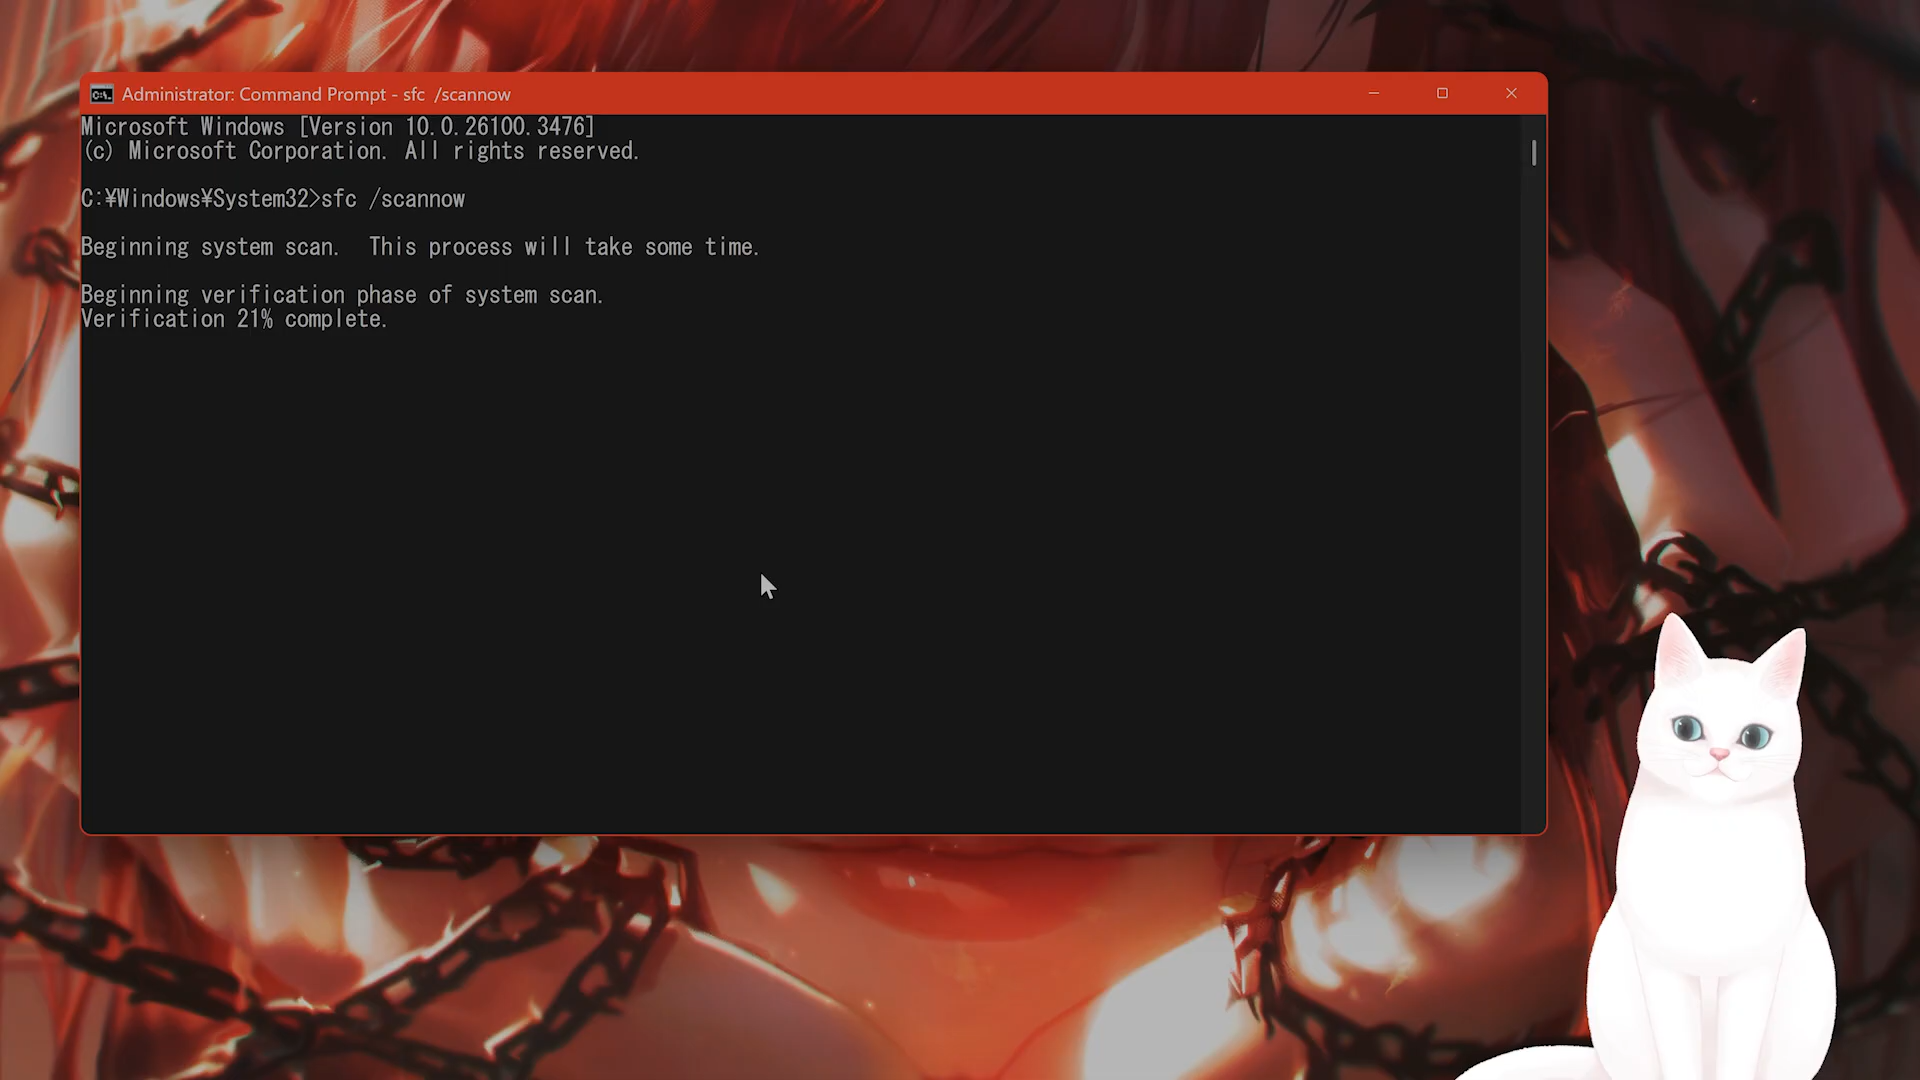 Administrator: Command Prompt - sfc  /scannow
Microsoft Windows [Version 10.0.26100.3476]
(c) Microsoft Corporation. All rights reserved.
C:¥Windows¥System32>sfc /scannow
Beginning system scan.  This process will take some time.
Beginning verification phase of system scan.
Verification 21% complete.